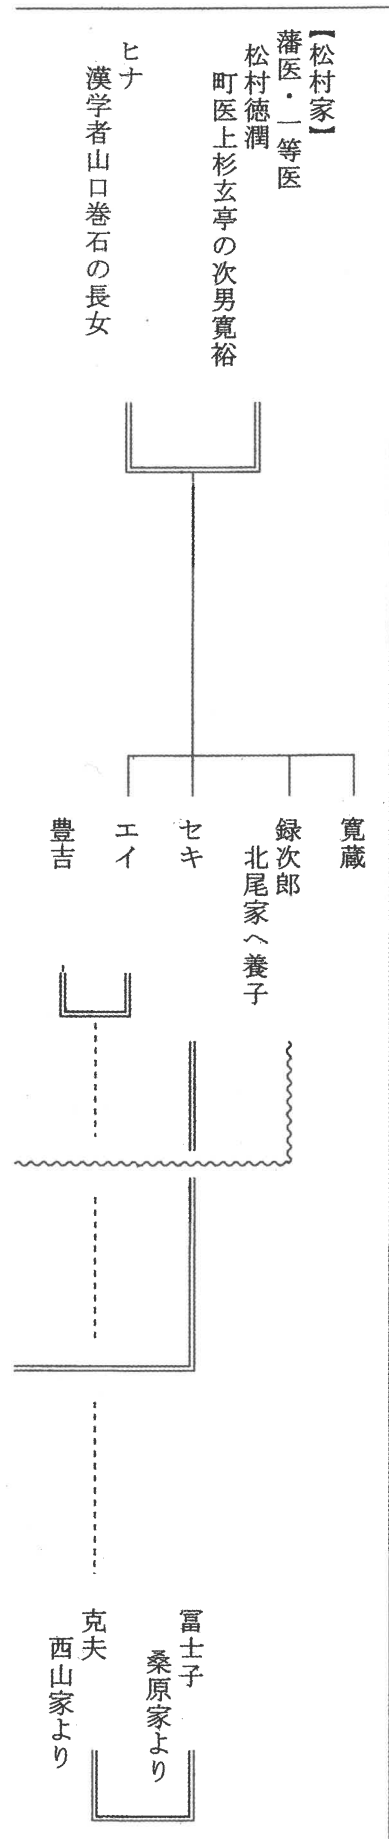 【松村家】
藩医・一等医
松村徳潤
町医上杉玄亭の次男寛裕
ヒナ
漢学者山口巻石の長女
寛蔵
録次郎
北尾家へ養子
セキ
エイ
豊吉
冨士子
桑原家より
克夫
西山家より